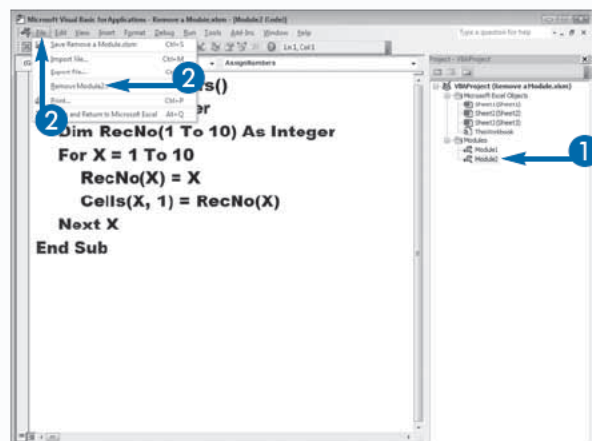 Microsoft Visual Basic for Applications - Remove a Module.xlsm - [Module2 (Code)]
File Edit View Insert Format Debug Run Tools Add-Ins Window Help
Type a question for help
Ln 1, Col 1
AssignNumbers
Save Remove a Module.xlsm Ctrl+S
Import File... Ctrl+M
Export File...
Remove Module2...
Print... Ctrl+P
and Return to Microsoft Excel Alt+Q
2
2
1
s()
er
Dim RecNo(1 To 10) As Integer
For X = 1 To 10
RecNo(X) = X
Cells(X, 1) = RecNo(X)
Next X
End Sub
Project - VBAProject
VBAProject (Remove a Module.xlsm)
Microsoft Excel Objects
Sheet1 (Sheet1)
Sheet2 (Sheet2)
Sheet3 (Sheet3)
ThisWorkbook
Modules
Module1
Module2